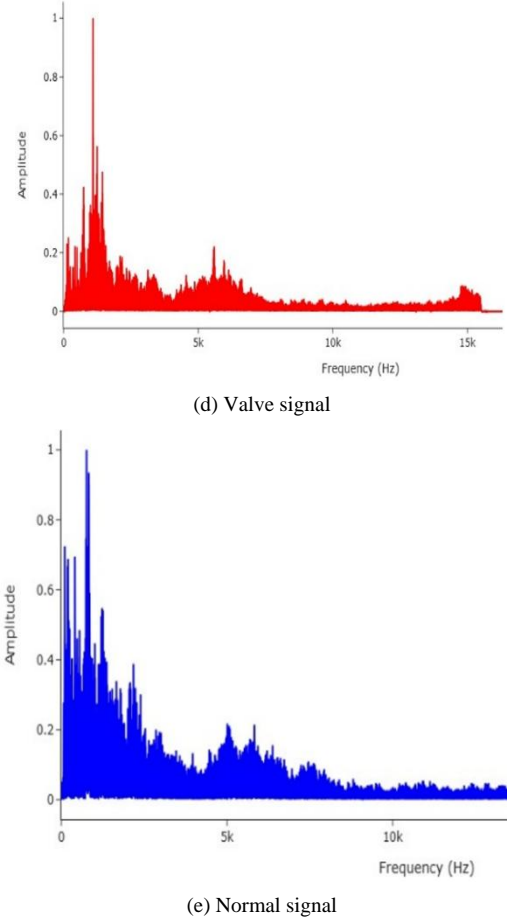 1
0.8
0.6
Amplitude
0.4
0.2
0
0 5k 10k 15k
Frequency (Hz)
(d) Valve signal
1
0.8
0.6
Amplitude
0.4
0.2
0
0 5k 10k
Frequency (Hz)
(e) Normal signal